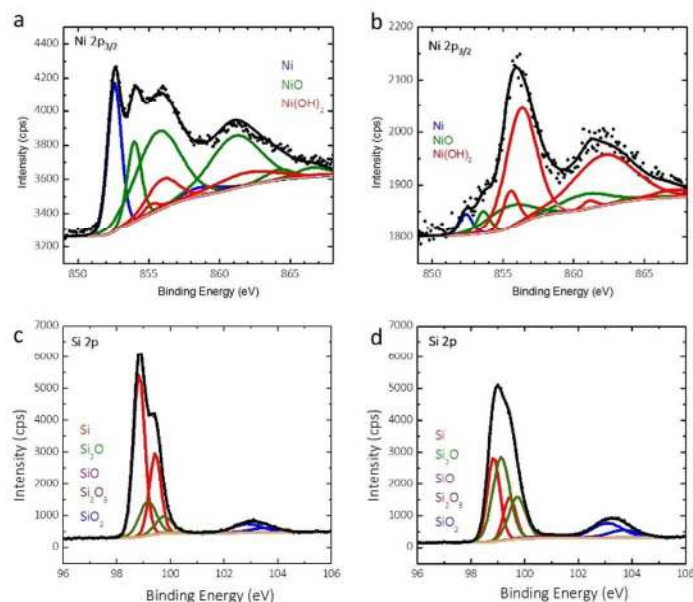 a
Ni 2p3/2
Ni
NiO
Ni(OH)2
Intensity (cps)
4400
4200
4000
3800
3600
3400
3200
850 855 860 865
Binding Energy (eV)
b
Ni 2p3/2
Ni
NiO
Ni(OH)2
Intensity (cps)
2200
2100
2000
1900
1800
850 855 860 865
Binding Energy (eV)
c
Si 2p
Si
Si2O
SiO
Si2O3
SiO2
Intensity (cps)
7000
6000
5000
4000
3000
2000
1000
0
96 98 100 102 104 106
Binding Energy (eV)
d
Si 2p
Si
Si2O
SiO
Si2O3
SiO2
Intensity (cps)
7000
6000
5000
4000
3000
2000
1000
0
96 98 100 102 104 106
Binding Energy (eV)